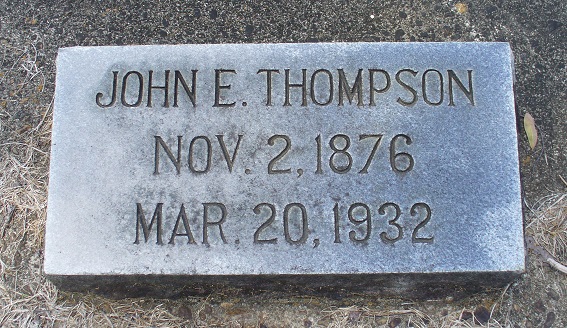 JOHN E. THOMPSON
NOV. 2, 1876
MAR. 20, 1932